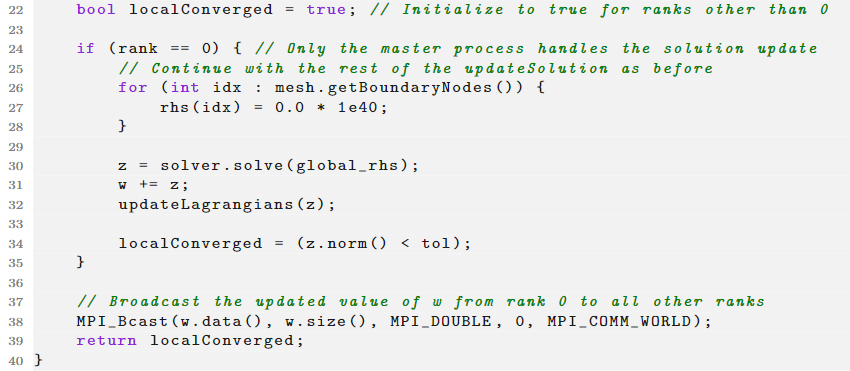 22 bool localConverged = true; // Initialize to true for ranks other than 0
23
24 if (rank == 0) { // Only the master process handles the solution update
25 // Continue with the rest of the updateSolution as before
26 for (int idx : mesh.getBoundaryNodes()) {
27 rhs(idx) = 0.0 * 1e40;
28 }
29
30 z = solver.solve(global_rhs);
31 w += z;
32 updateLagrangians(z);
33
34 localConverged = (z.norm() < tol);
35 }
36
37 // Broadcast the updated value of w from rank 0 to all other ranks
38 MPI_Bcast(w.data(), w.size(), MPI_DOUBLE, 0, MPI_COMM_WORLD);
39 return localConverged;
40 }